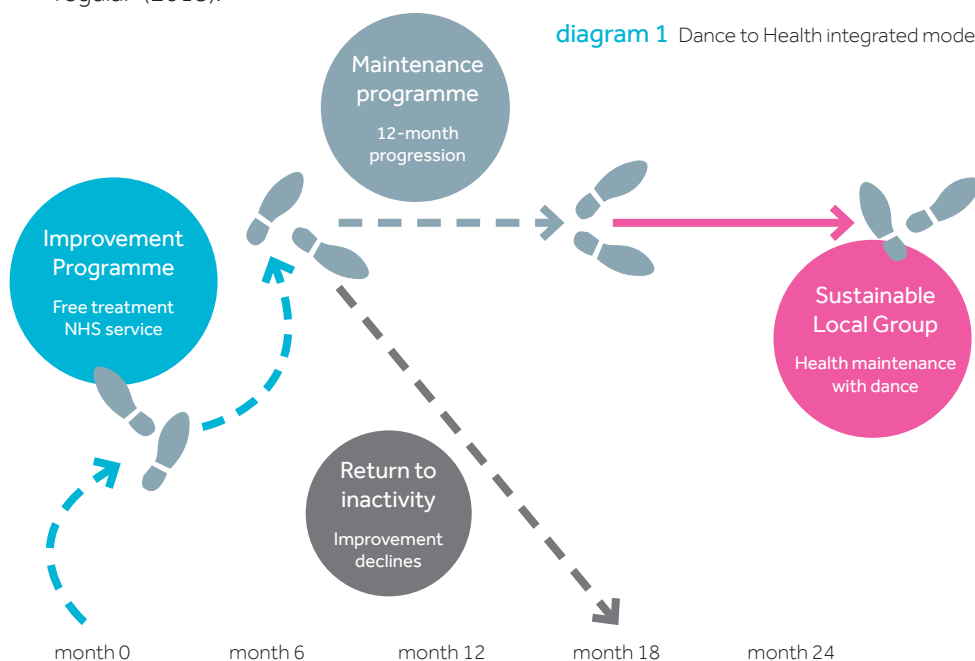 regular' (2018).
diagram 1 Dance to Health integrated mode
Maintenance
programme
12-month
progression
Improvement
Programme
Free treatment
NHS service
Sustainable
Local Group
Health maintenance
with dance
Return to
inactivity
Improvement
declines
month 0 month 6 month 12 month 18 month 24